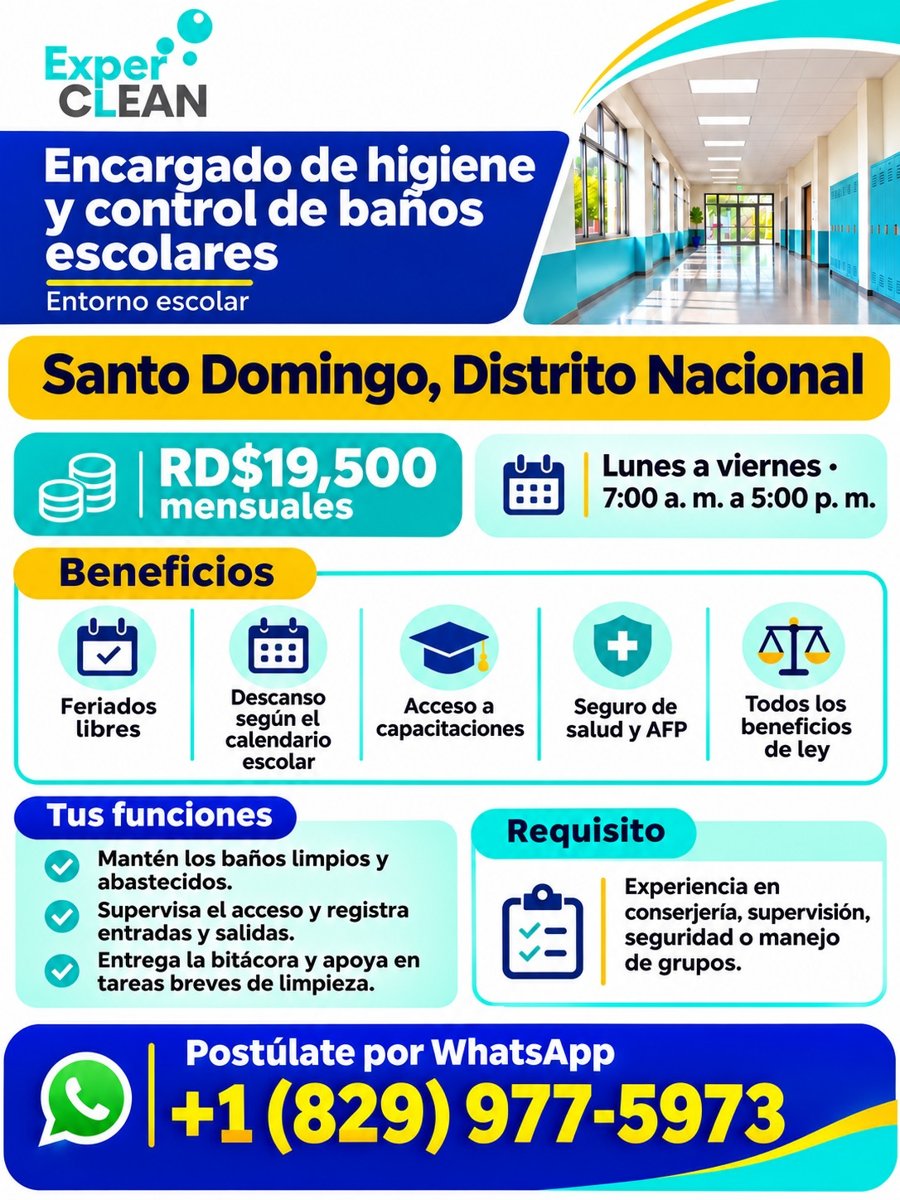 Exper
CLEAN
Encargado de higiene
y control de baños
escolares
Entorno escolar
Santo Domingo, Distrito Nacional
RD$19,500
mensuales
Lunes a viernes •
7:00 a. m. a 5:00 p. m.
Beneficios
Feriados
libres
Descanso
según el
calendario
escolar
Acceso a
capacitaciones
Seguro de
salud y AFP
Todos los
beneficios
de ley
Tus funciones
Mantén los baños limpios y
abastecidos.
Supervisa el acceso y registra
entradas y salidas.
Entrega la bitácora y apoya en
tareas breves de limpieza.
Requisito
Experiencia en
conserjería, supervisión,
seguridad o manejo
de grupos.
Postúlate por WhatsApp
+1 (829) 977-5973